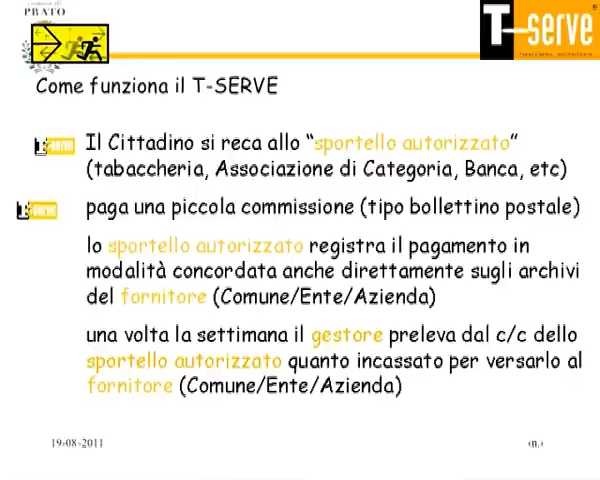 PRATO
T-serve
Come funziona il T-SERVE
Il Cittadino si reca allo “sportello autorizzato”
(tabaccheria, Associazione di Categoria, Banca, etc)
paga una piccola commissione (tipo bollettino postale)
lo sportello autorizzato registra il pagamento in
modalità concordata anche direttamente sugli archivi
del fornitore (Comune/Ente/Azienda)
una volta la settimana il gestore preleva dal c/c dello
sportello autorizzato quanto incassato per versarlo al
fornitore (Comune/Ente/Azienda)
19-08-2011
(n.)